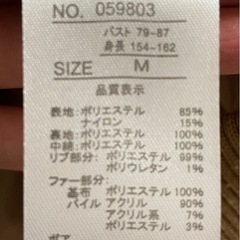 NO. 059803
バスト 79-87
身長 154-162
SIZE M
品質表示
表地：ポリエステル 85%
ナイロン 15%
裏地：ポリエステル 100%
中綿：ポリエステル 100%
リブ部分：ポリエステル 99%
ポリウレタン 1%
ファー部分：
基布 ポリエステル 100%
パイル アクリル 90%
アクリル系 7%
ポリエステル 3%